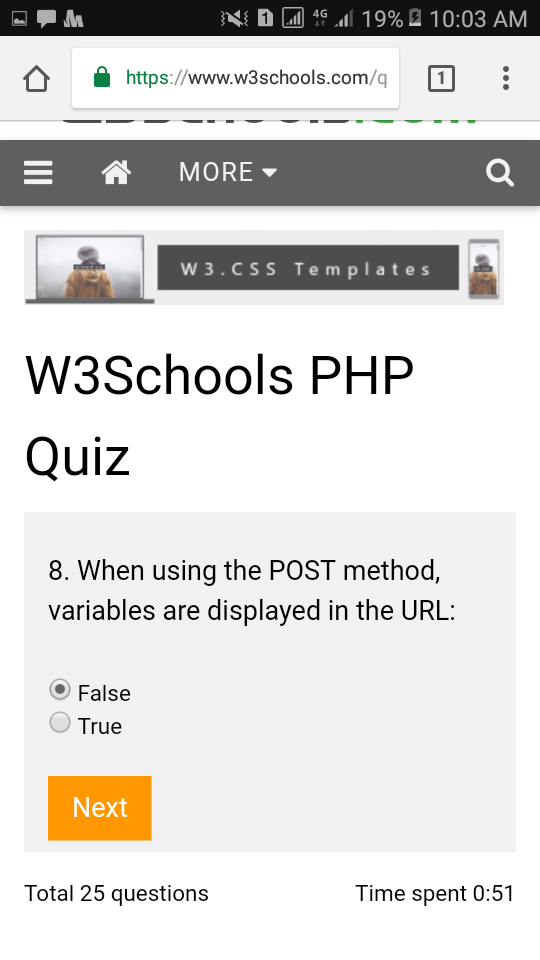 4G 19% 10:03 AM
https://www.w3schools.com/q 1
MORE
W3.CSS Templates
W3Schools PHP
Quiz
8. When using the POST method,
variables are displayed in the URL:
False
True
Next
Total 25 questions Time spent 0:51